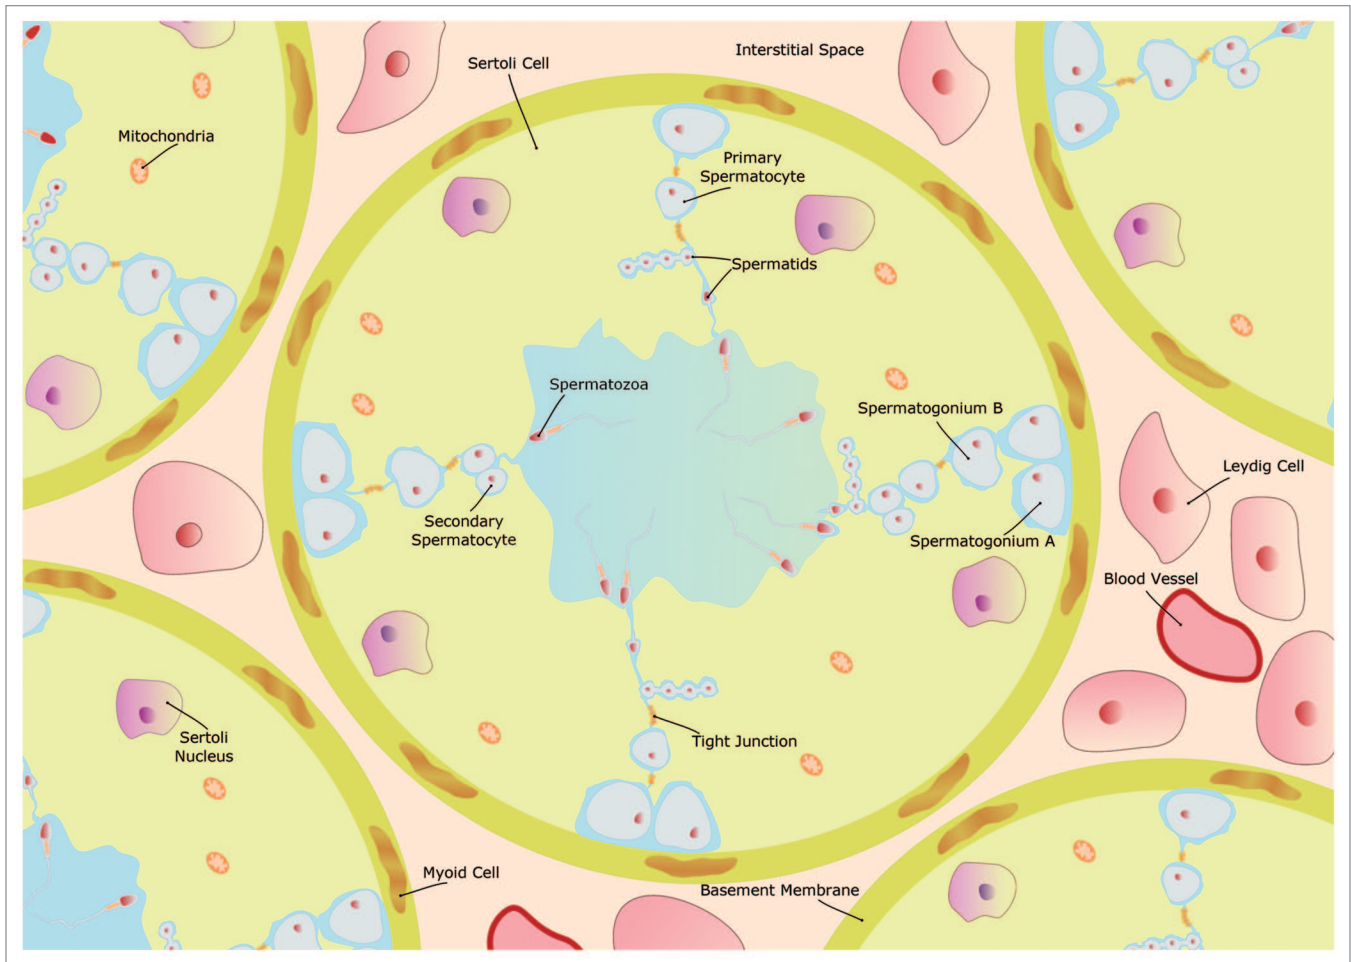 Interstitial Space
Sertoli Cell
Mitochondria
Primary
Spermatocyte
Spermatids
Spermatozoa
Spermatogonium B
Leydig Cell
Secondary
Spermatocyte
Spermatogonium A
Blood Vessel
Sertoli
Nucleus
Tight Junction
Myoid Cell
Basement Membrane